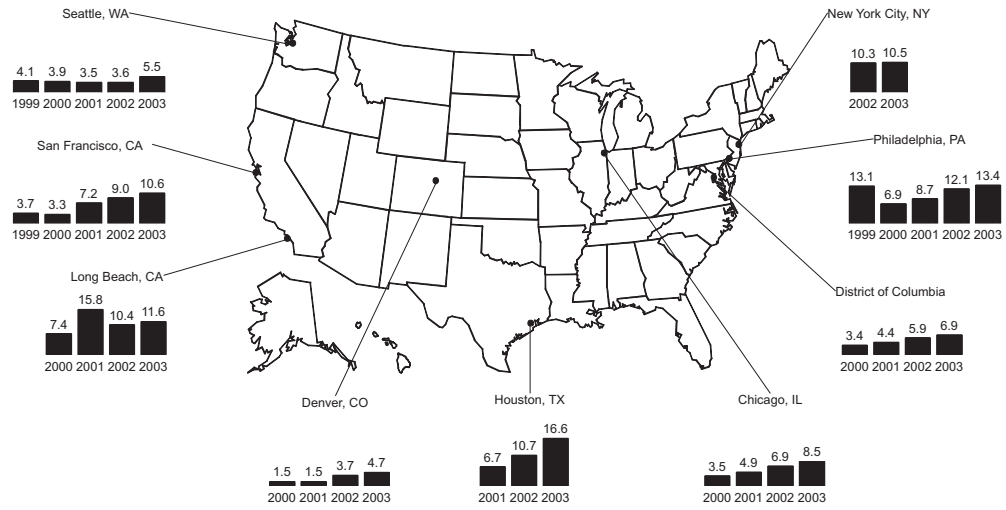 Seattle, WA
4.1 3.9 3.5 3.6 5.5
1999 2000 2001 2002 2003
San Francisco, CA
3.7 3.3 7.2 9.0 10.6
1999 2000 2001 2002 2003
Long Beach, CA
7.4 15.8 10.4 11.6
2000 2001 2002 2003
Denver, CO
1.5 1.5 3.7 4.7
2000 2001 2002 2003
Houston, TX
6.7 10.7 16.6
2001 2002 2003
Chicago, IL
3.5 4.9 6.9 8.5
2000 2001 2002 2003
New York City, NY
10.3 10.5
2002 2003
Philadelphia, PA
13.1 6.9 8.7 12.1 13.4
1999 2000 2001 2002 2003
District of Columbia
3.4 4.4 5.9 6.9
2000 2001 2002 2003